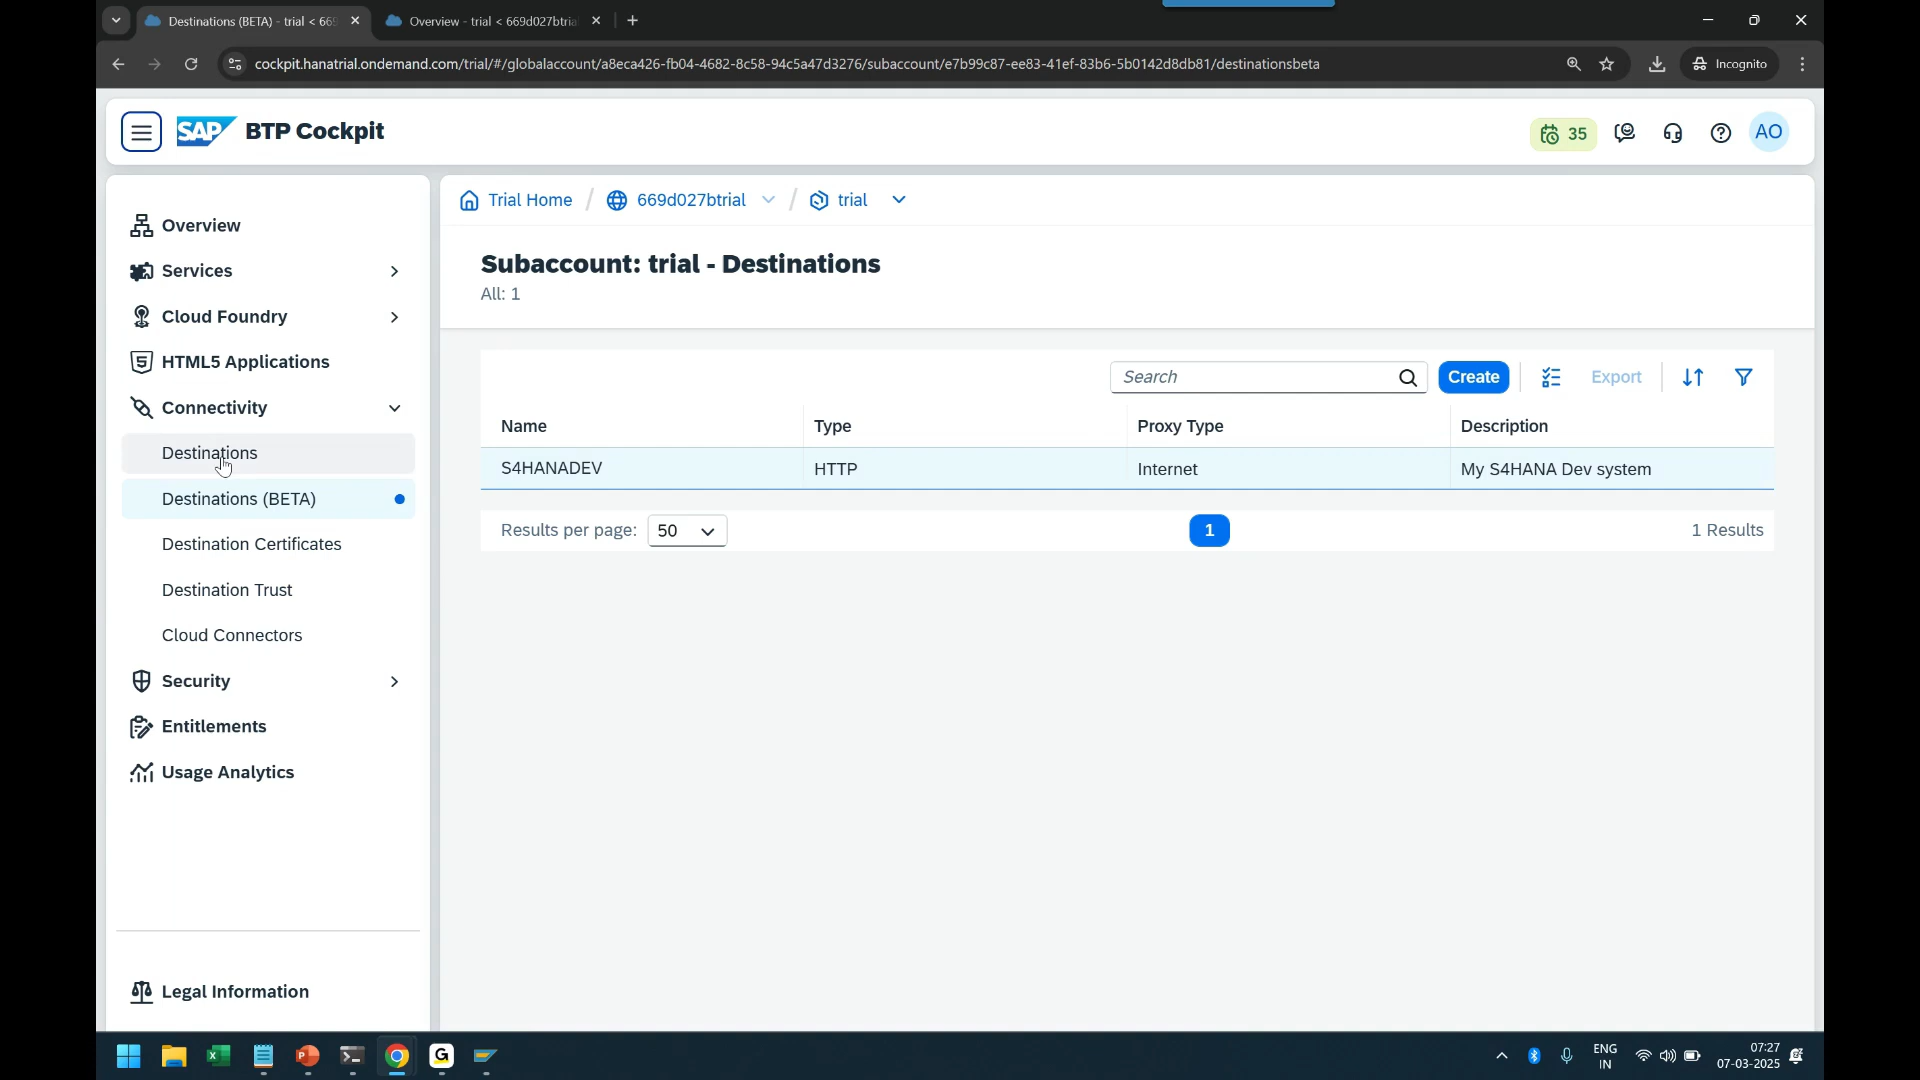 Destinations (BETA) - trial < 669
Overview - trial < 669d027btria
cockpit.hanatrial.ondemand.com/trial/#/globalaccount/a8eca426-fb04-4682-8c58-94c5a47d3276/subaccount/e7b99c87-ee83-41ef-83b6-5b0142d8db81/destinationsbeta
Incognito
SAP BTP Cockpit
35
AO
Overview
Services
Cloud Foundry
HTML5 Applications
Connectivity
Destinations
Destinations (BETA)
Destination Certificates
Destination Trust
Cloud Connectors
Security
Entitlements
Usage Analytics
Legal Information
Trial Home / 669d027btrial / trial
Subaccount: trial - Destinations
All: 1
Search
Create
Export
Name Type Proxy Type Description
S4HANADEV HTTP Internet My S4HANA Dev system
Results per page: 50 1 1 Results
ENG
IN
07:27
07-03-2025